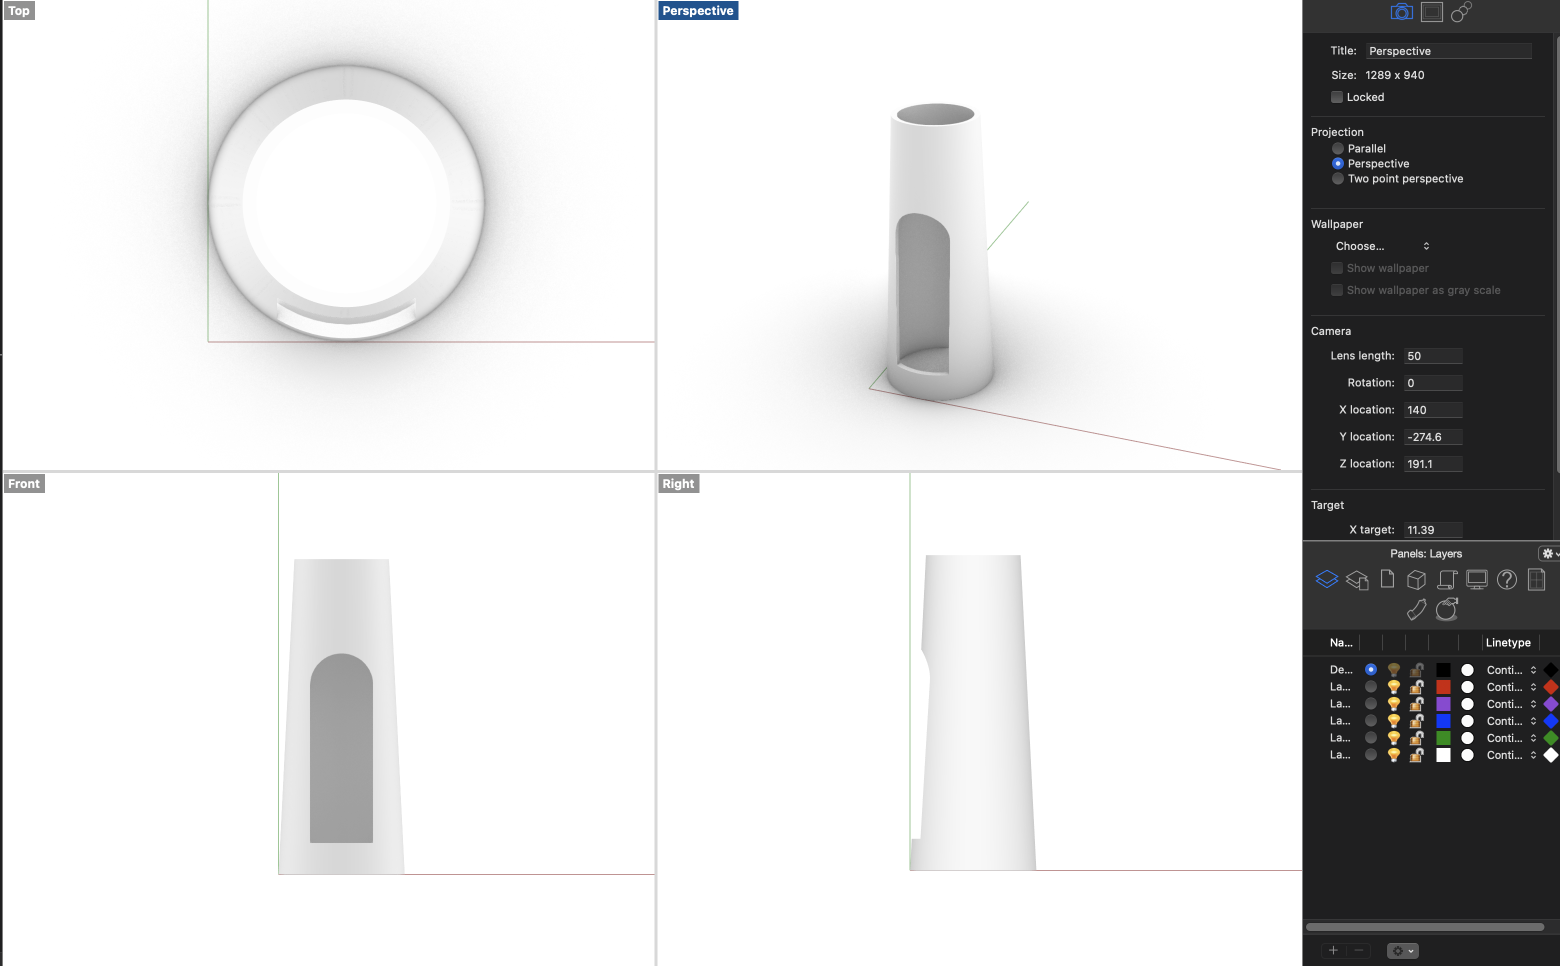 Top
Perspective
Front
Right
Title: Perspective
Size: 1289 x 940
Locked
Projection
Parallel
Perspective
Two point perspective
Wallpaper
Choose...
Show wallpaper
Show wallpaper as gray scale
Camera
Lens length: 50
Rotation: 0
X location: 140
Y location: -274.6
Z location: 191.1
Target
X target: 11.39
Panels: Layers
Na... Linetype
De... Conti...
La... Conti...
La... Conti...
La... Conti...
La... Conti...
La... Conti...